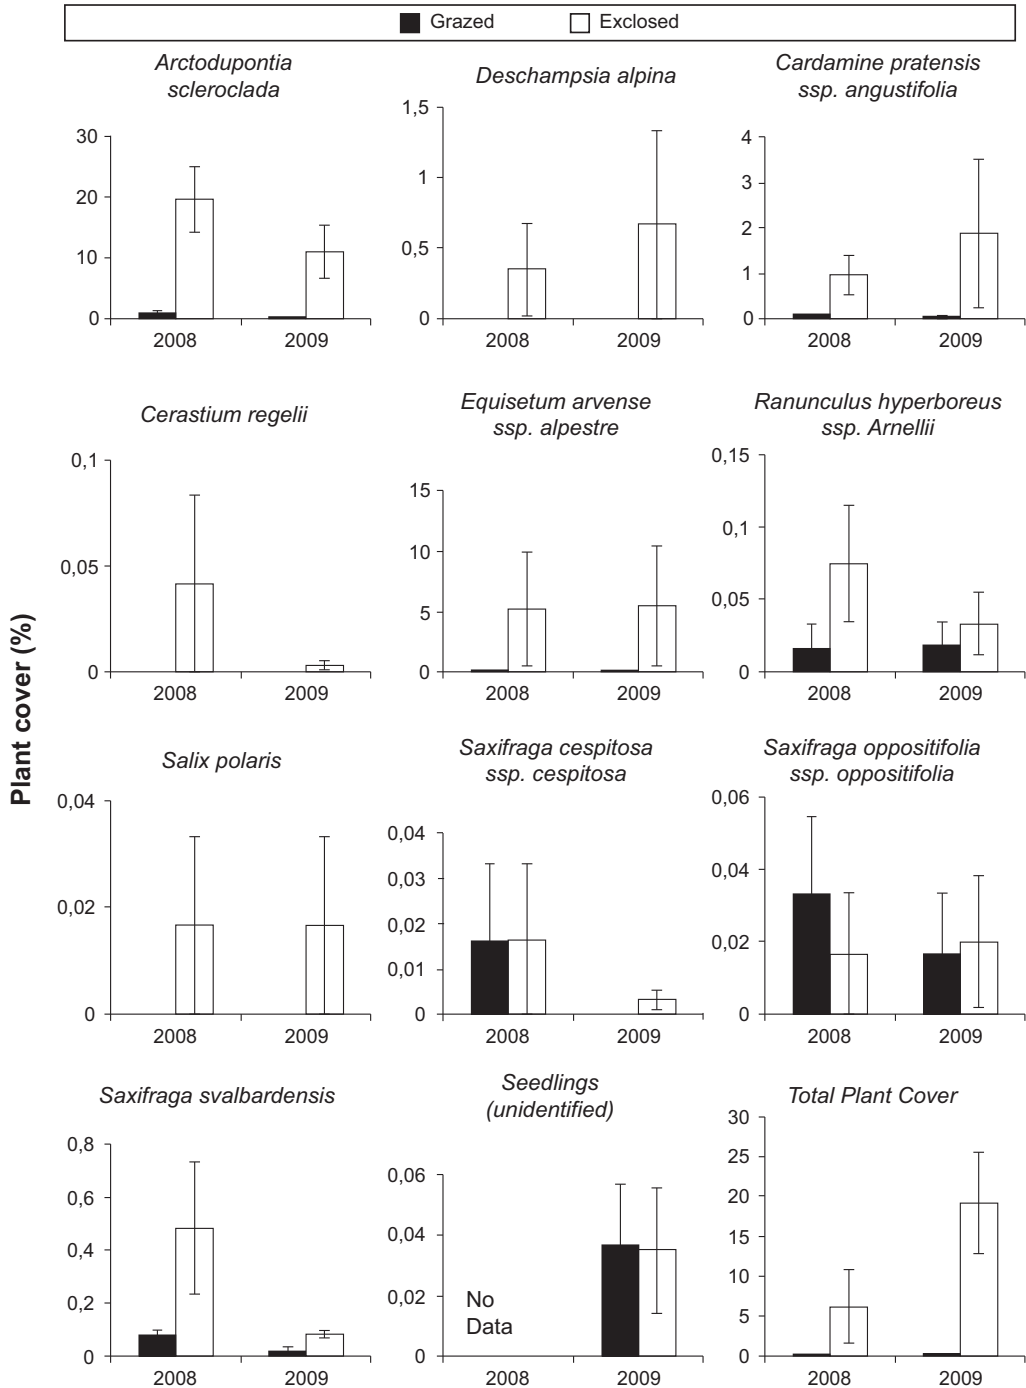 Grazed Exclosed
Plant cover (%)
Arctodupontia
scleroclada
30
20
10
0
2008 2009
Deschampsia alpina
1,5
1
0,5
0
2008 2009
Cardamine pratensis
ssp. angustifolia
4
3
2
1
0
2008 2009
Cerastium regelii
0,1
0,05
0
2008 2009
Equisetum arvense
ssp. alpestre
15
10
5
0
2008 2009
Ranunculus hyperboreus
ssp. Arnellii
0,15
0,1
0,05
0
2008 2009
Salix polaris
0,04
0,02
0
2008 2009
Saxifraga cespitosa
ssp. cespitosa
0,04
0,03
0,02
0,01
0
2008 2009
Saxifraga oppositifolia
ssp. oppositifolia
0,06
0,04
0,02
0
2008 2009
Saxifraga svalbardensis
0,8
0,6
0,4
0,2
0
2008 2009
Seedlings
(unidentified)
0,06
0,04
0,02
0
No
Data
2008 2009
Total Plant Cover
30
25
20
15
10
5
0
2008 2009